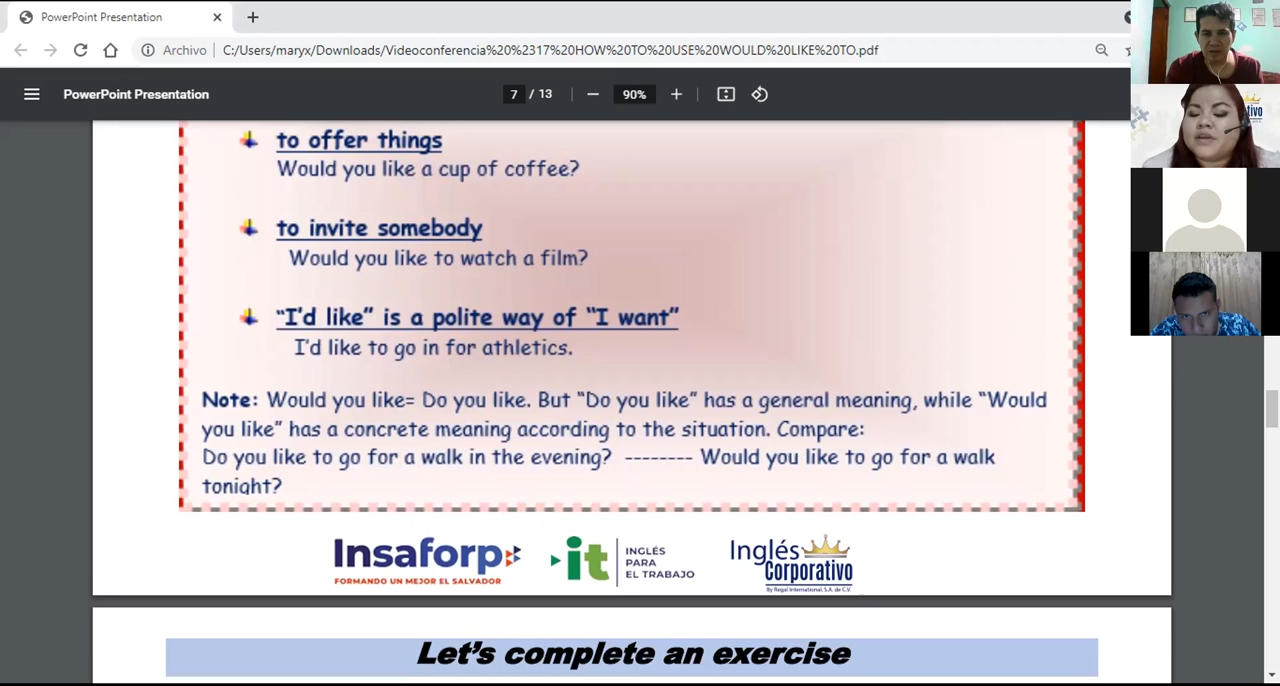 PowerPoint Presentation
Archivo C:/Users/maryx/Downloads/Videoconferencia%20%2317%20HOW%20TO%20USE%20WOULD%20LIKE%20TO.pdf
PowerPoint Presentation 7 / 13 90%
to offer things
Would you like a cup of coffee?
to invite somebody
Would you like to watch a film?
"I'd like" is a polite way of "I want"
I'd like to go in for athletics.
Note: Would you like= Do you like. But "Do you like" has a general meaning, while "Would
you like" has a concrete meaning according to the situation. Compare:
Do you like to go for a walk in the evening? -------- Would you like to go for a walk
tonight?
Insaforp
FORMANDO UN MEJOR EL SALVADOR
it
INGLÉS
PARA
EL TRABAJO
Inglés
Corporativo
By Regal International, S.A. de C.V.
Let's complete an exercise